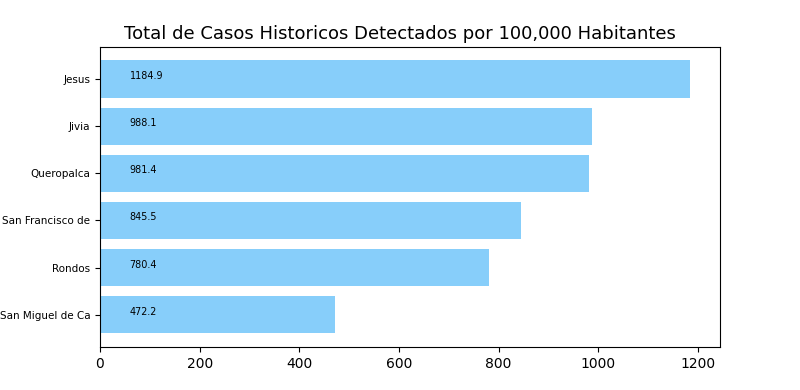 Total de Casos Historicos Detectados por 100,000 Habitantes
Jesus 1184.9
Jivia 988.1
Queropalca 981.4
San Francisco de 845.5
Rondos 780.4
San Miguel de Ca 472.2
0 200 400 600 800 1000 1200